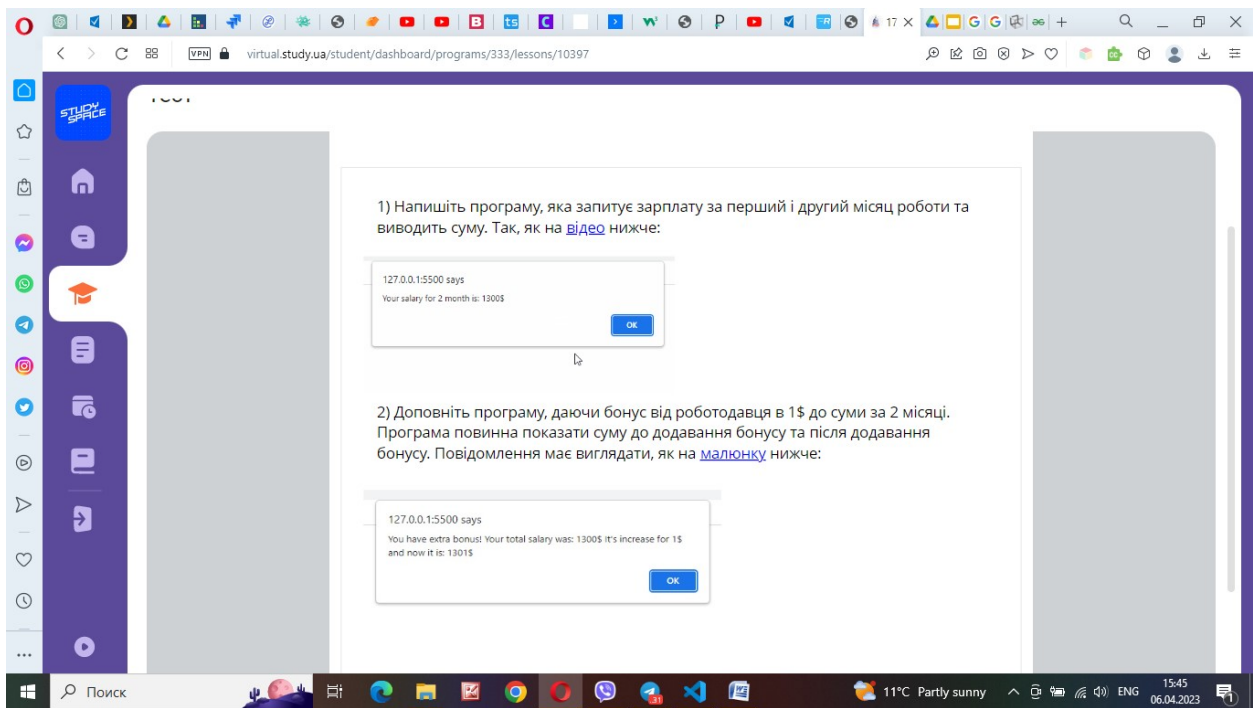 17
virtual.study.ua/student/dashboard/programs/333/lessons/10397
VPN
STUDY
SPACE
1) Напишіть програму, яка запитує зарплату за перший і другий місяць роботи та
виводить суму. Так, як на відео нижче:
127.0.0.1:5500 says
Your salary for 2 month is: 1300$
OK
2) Доповніть програму, даючи бонус від роботодавця в 1$ до суми за 2 місяці.
Програма повинна показати суму до додавання бонусу та після додавання
бонусу. Повідомлення має виглядати, як на малюнку нижче:
127.0.0.1:5500 says
You have extra bonus! Your total salary was: 1300$ It's increase for 1$
and now it is: 1301$
OK
Поиск
11°C Partly sunny
ENG
15:45
06.04.2023